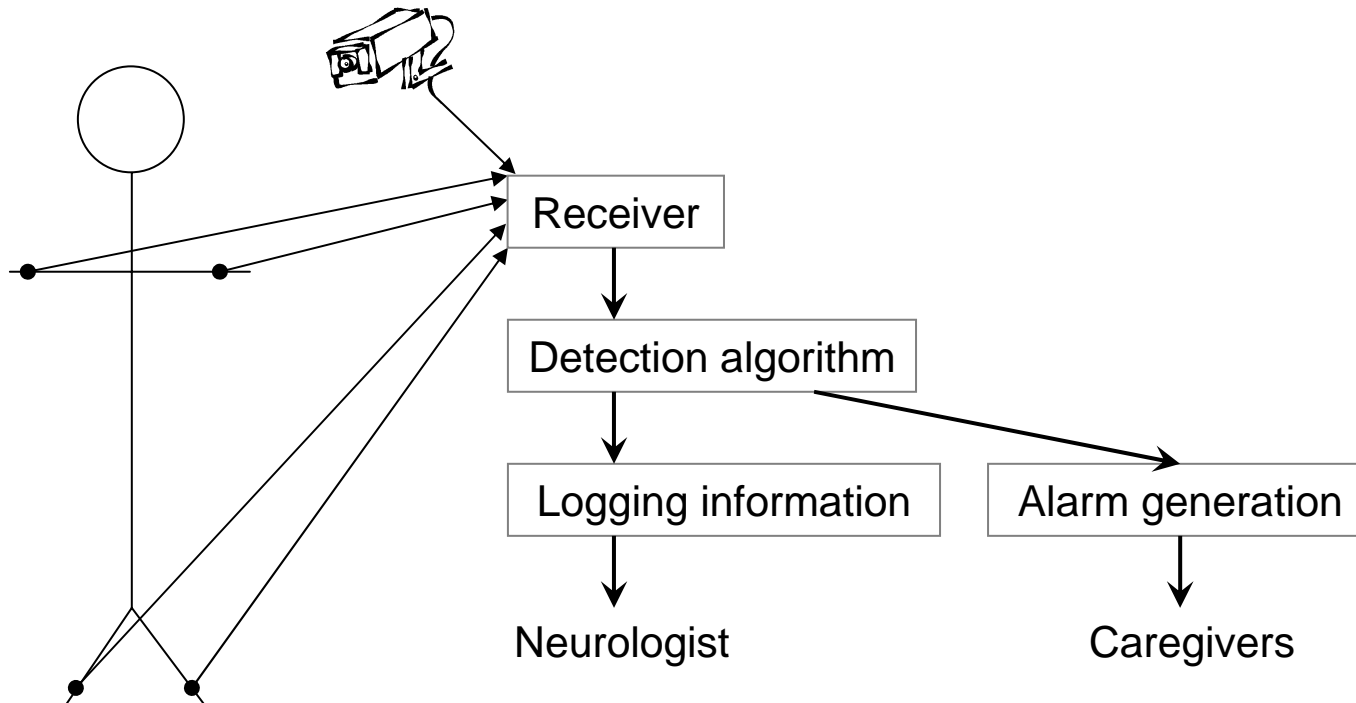 Receiver
Detection algorithm
Logging information
Alarm generation
Neurologist
Caregivers